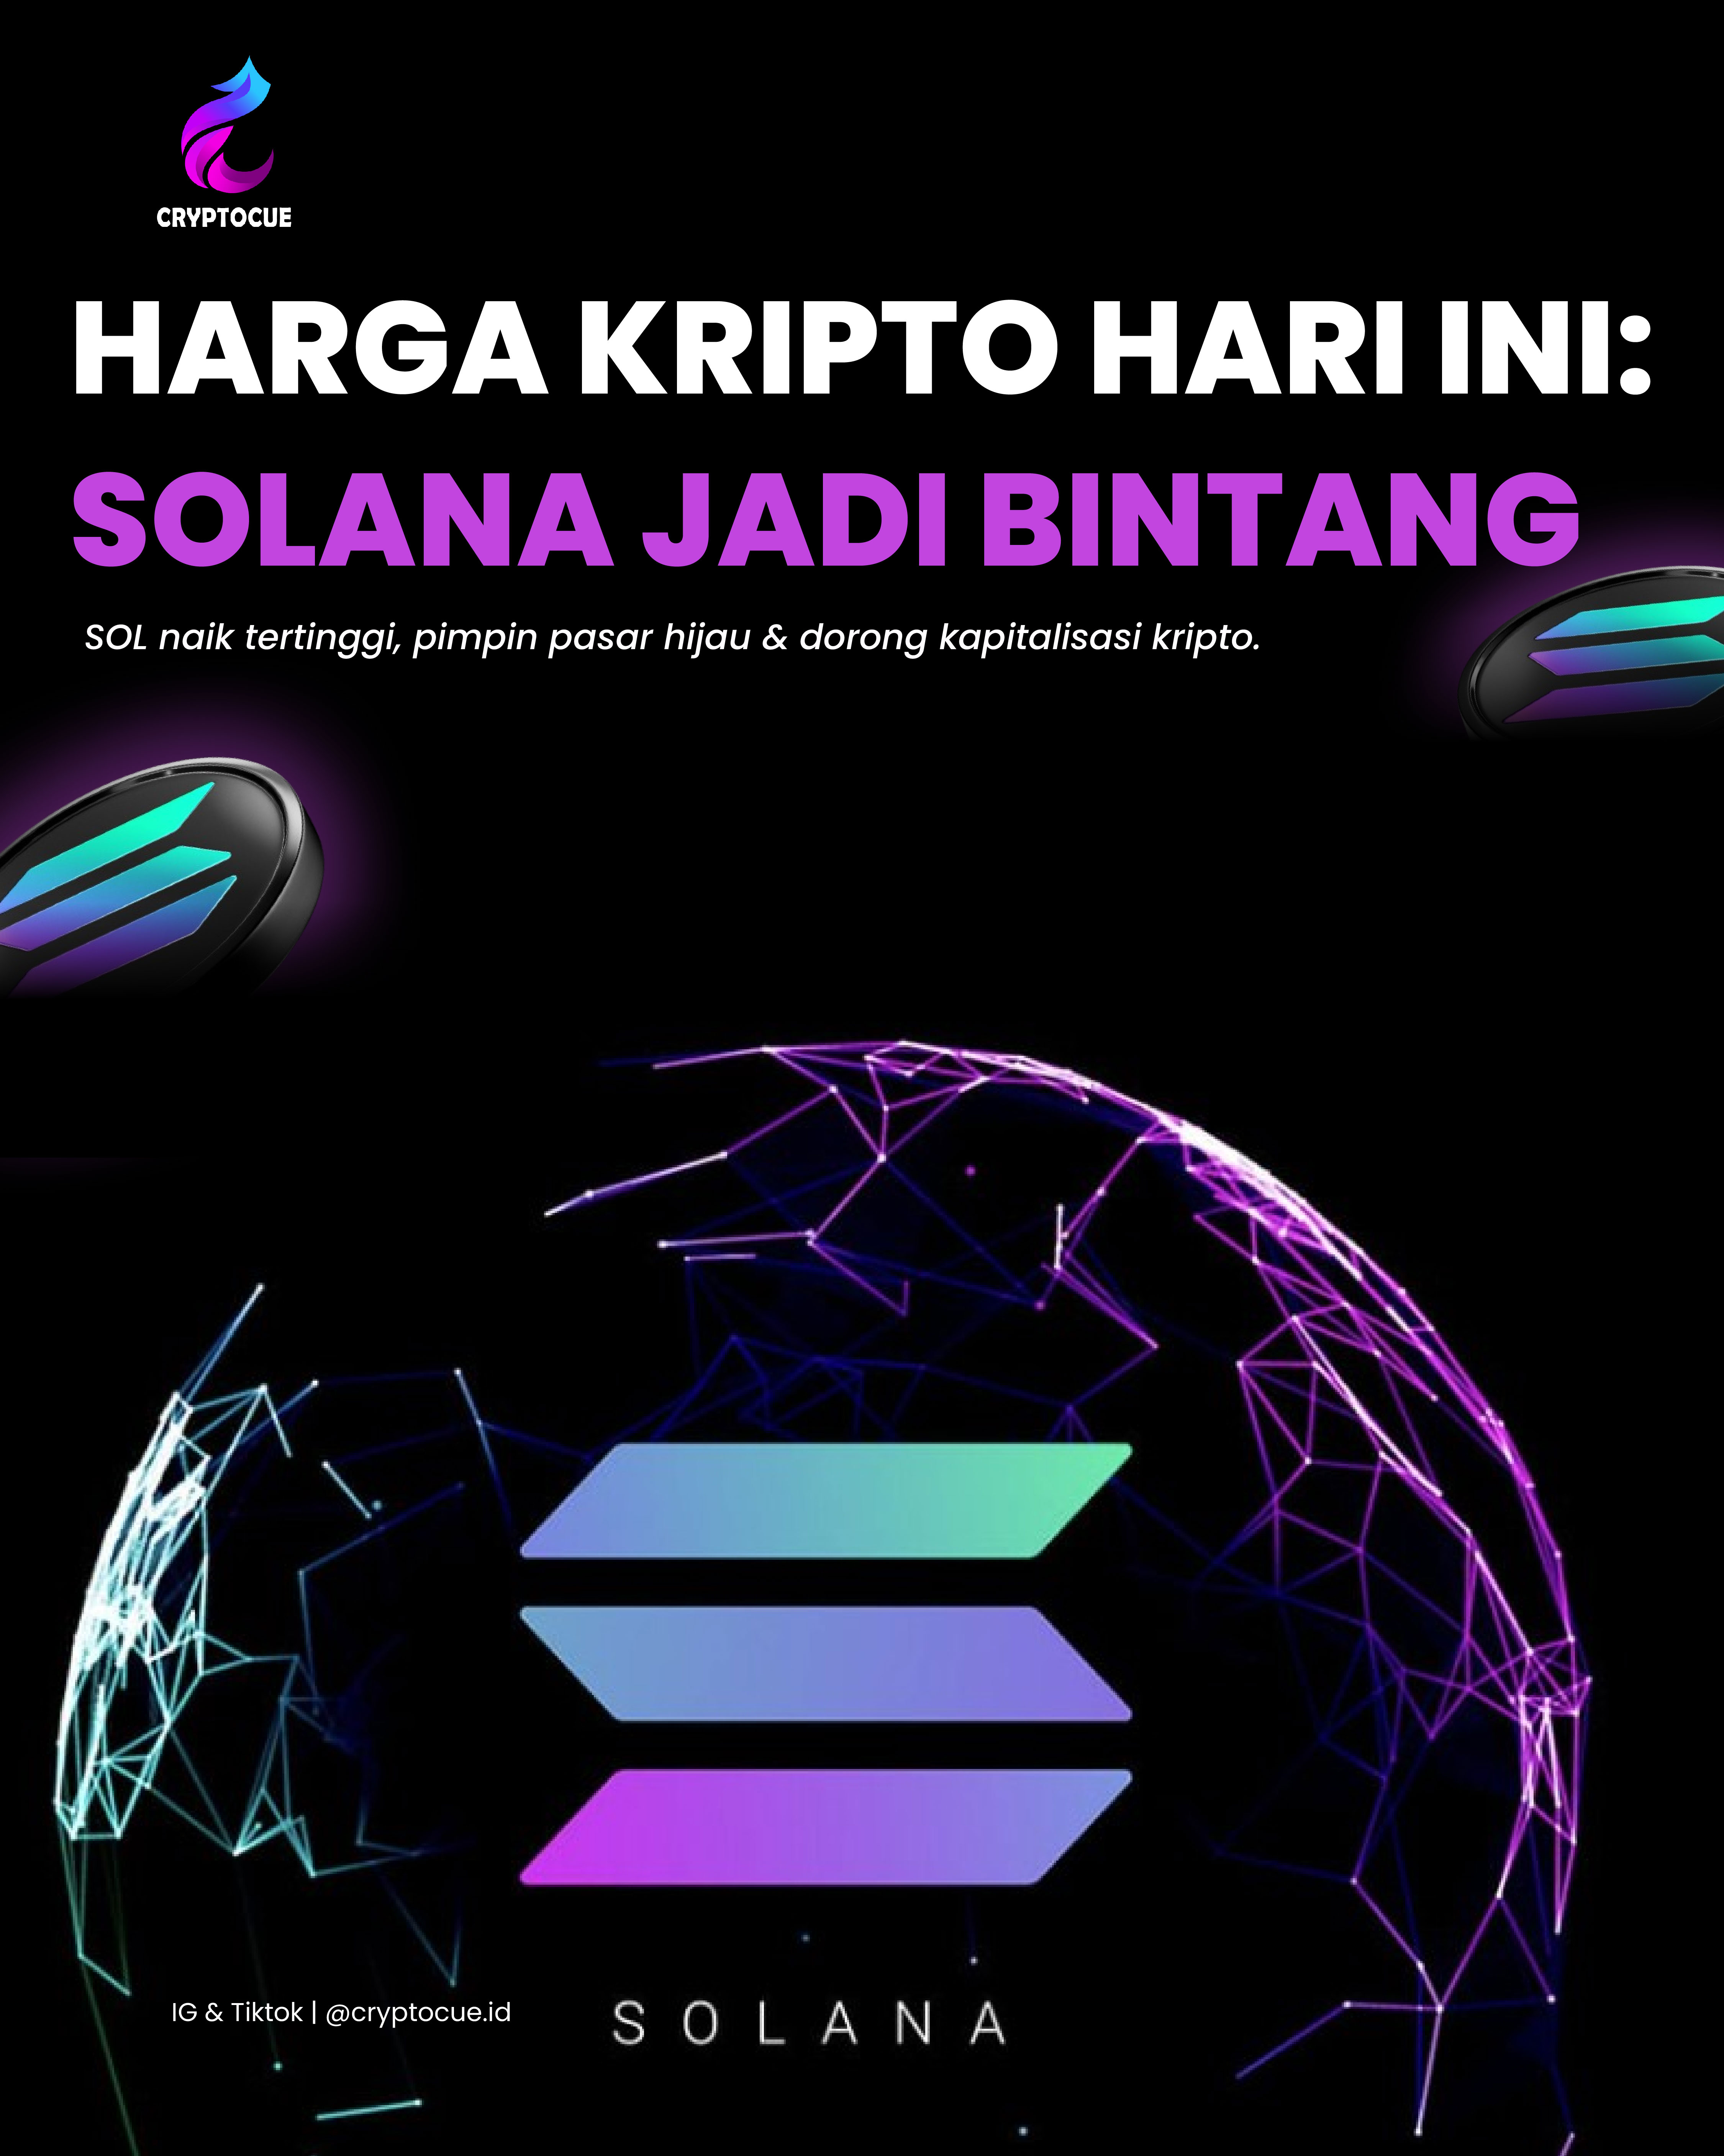 CRYPTOCUE
HARGA KRIPTO HARI INI:
SOLANA JADI BINTANG
SOL naik tertinggi, pimpin pasar hijau & dorong kapitalisasi kripto.
IG & Tiktok | @cryptocue.id
SOLANA